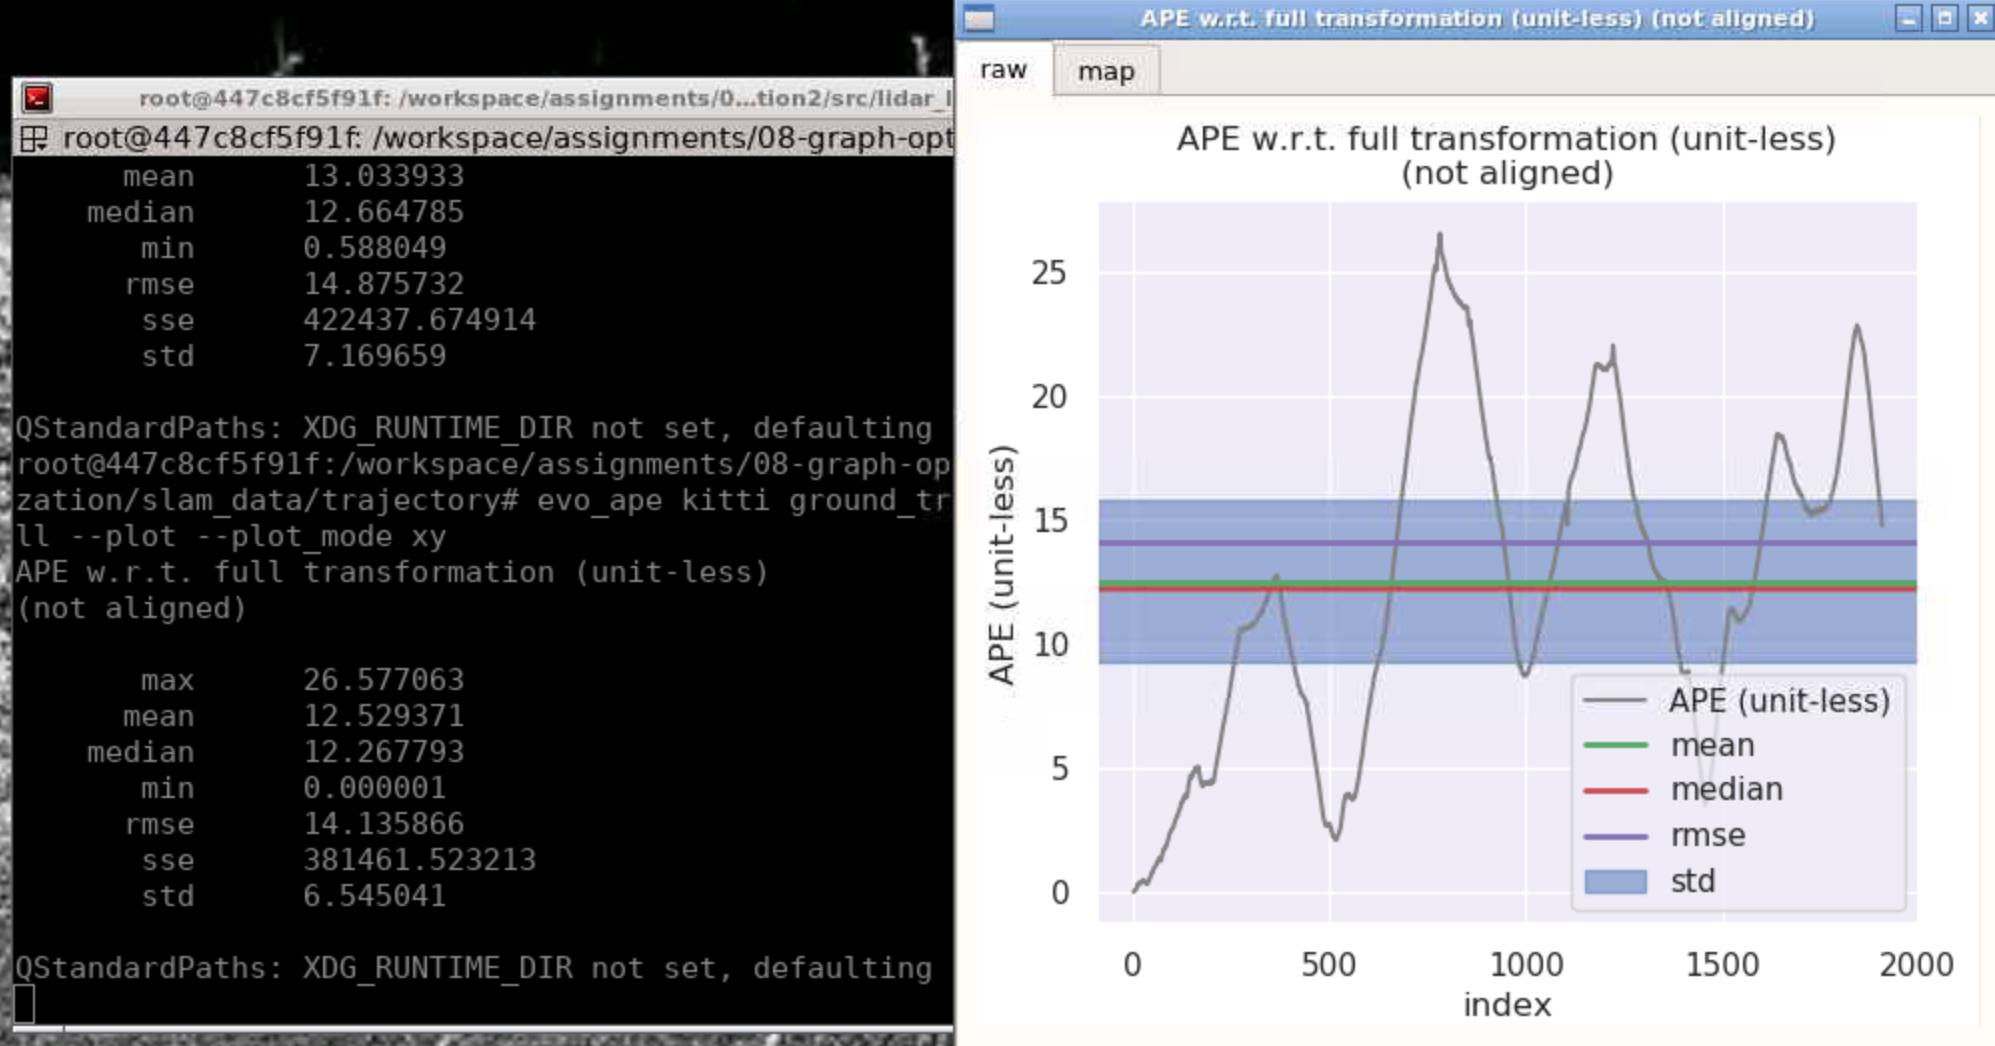 root@447c8cf5f91f: /workspace/assignments/0...tion2/src/lidar_l
root@447c8cf5f91f: /workspace/assignments/08-graph-opt
mean 13.033933
median 12.664785
min 0.588049
rmse 14.875732
sse 422437.674914
std 7.169659
QStandardPaths: XDG_RUNTIME_DIR not set, defaulting
root@447c8cf5f91f:/workspace/assignments/08-graph-op
zation/slam_data/trajectory# evo_ape kitti ground_tr
ll --plot --plot_mode xy
APE w.r.t. full transformation (unit-less)
(not aligned)
max 26.577063
mean 12.529371
median 12.267793
min 0.000001
rmse 14.135866
sse 381461.523213
std 6.545041
QStandardPaths: XDG_RUNTIME_DIR not set, defaulting
APE w.r.t. full transformation (unit-less) (not aligned)
raw map
APE w.r.t. full transformation (unit-less)
(not aligned)
APE (unit-less)
25
20
15
10
5
0
APE (unit-less)
mean
median
rmse
std
0 500 1000 1500 2000
index